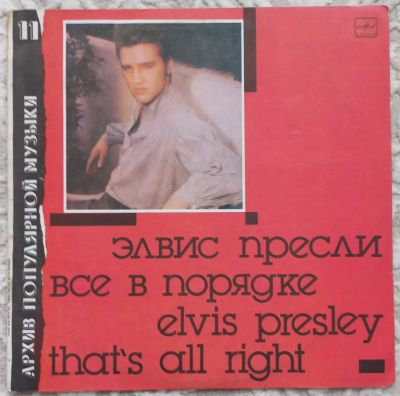 11
АРХИВ ПОПУЛЯРНОЙ МУЗЫКИ
элвис пресли
все в порядке
elvis presley
that's all right